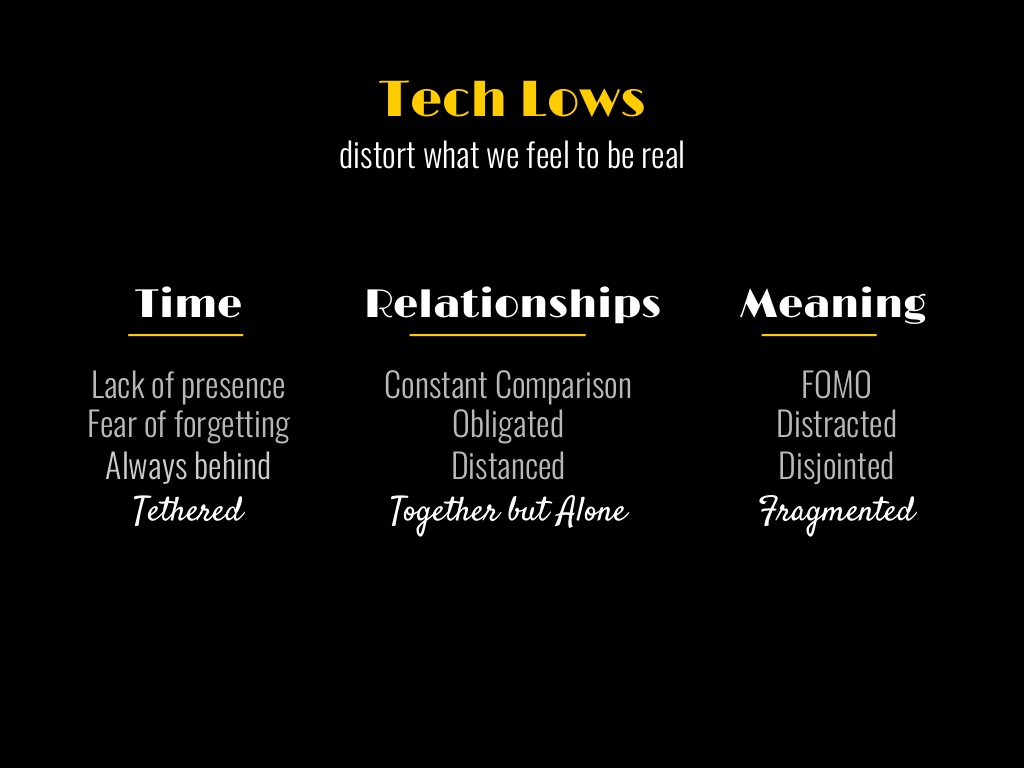 Tech Lows
distort what we feel to be real
Time
Lack of presence
Fear of forgetting
Always behind
Tethered
Relationships
Constant Comparison
Obligated
Distanced
Together but Alone
Meaning
FOMO
Distracted
Disjointed
Fragmented